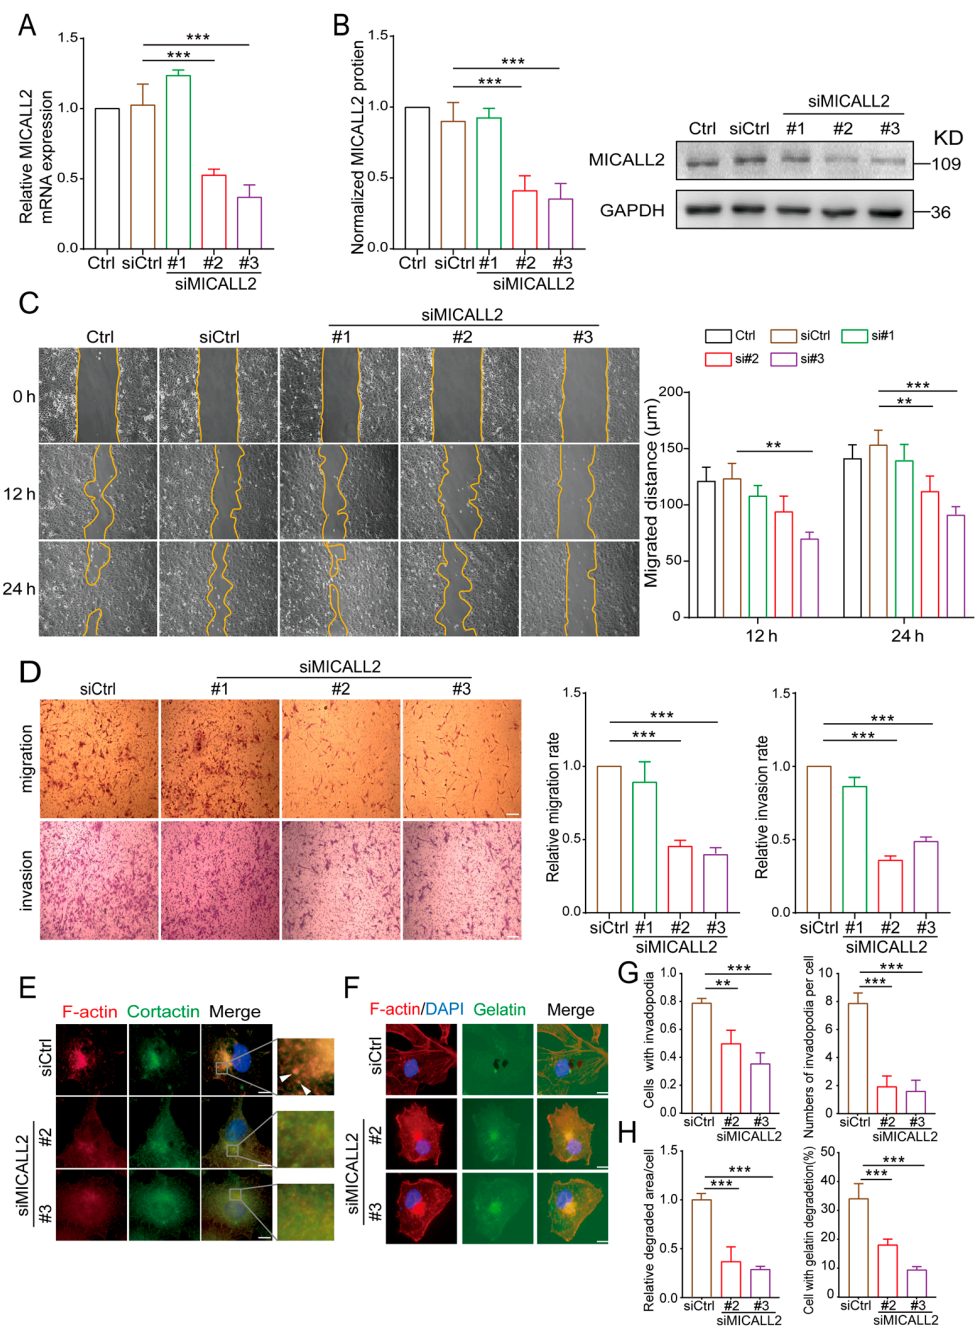 A
Relative MICALL2
mRNA expression
1.5
1.0
0.5
0.0
***
***
Ctrl siCtrl #1 #2 #3
siMICALL2
B
Normalized MICALL2 protien
1.5
1.0
0.5
0.0
***
***
Ctrl siCtrl #1 #2 #3
siMICALL2
siMICALL2
Ctrl siCtrl #1 #2 #3 KD
MICALL2 109
GAPDH 36
C
siMICALL2
Ctrl siCtrl #1 #2 #3
0 h
12 h
24 h
Ctrl siCtrl si#1
si#2 si#3
Migrated distance (μm)
200
150
100
50
0
**
***
**
12 h 24 h
D
siMICALL2
siCtrl #1 #2 #3
migration
invasion
Relative migration rate
1.5
1.0
0.5
0.0
***
***
siCtrl #1 #2 #3
siMICALL2
Relative invasion rate
1.5
1.0
0.5
0.0
***
***
siCtrl #1 #2 #3
siMICALL2
E
F-actin Cortactin Merge
siCtrl
siMICALL2
#2
#3
F
F-actin/DAPI Gelatin Merge
siCtrl
siMICALL2
#2
#3
G
Cells with invadopodia
1.0
0.8
0.6
0.4
0.2
0.0
***
**
siCtrl #2 #3
siMICALL2
Numbers of invadopodia per cell
10
8
6
4
2
0
***
***
siCtrl #2 #3
siMICALL2
H
Relative degraded area/cell
1.5
1.0
0.5
0.0
***
***
siCtrl #2 #3
siMICALL2
Cell with gelatin degredation(%)
50
40
30
20
10
0
***
***
siCtrl #2 #3
siMICALL2